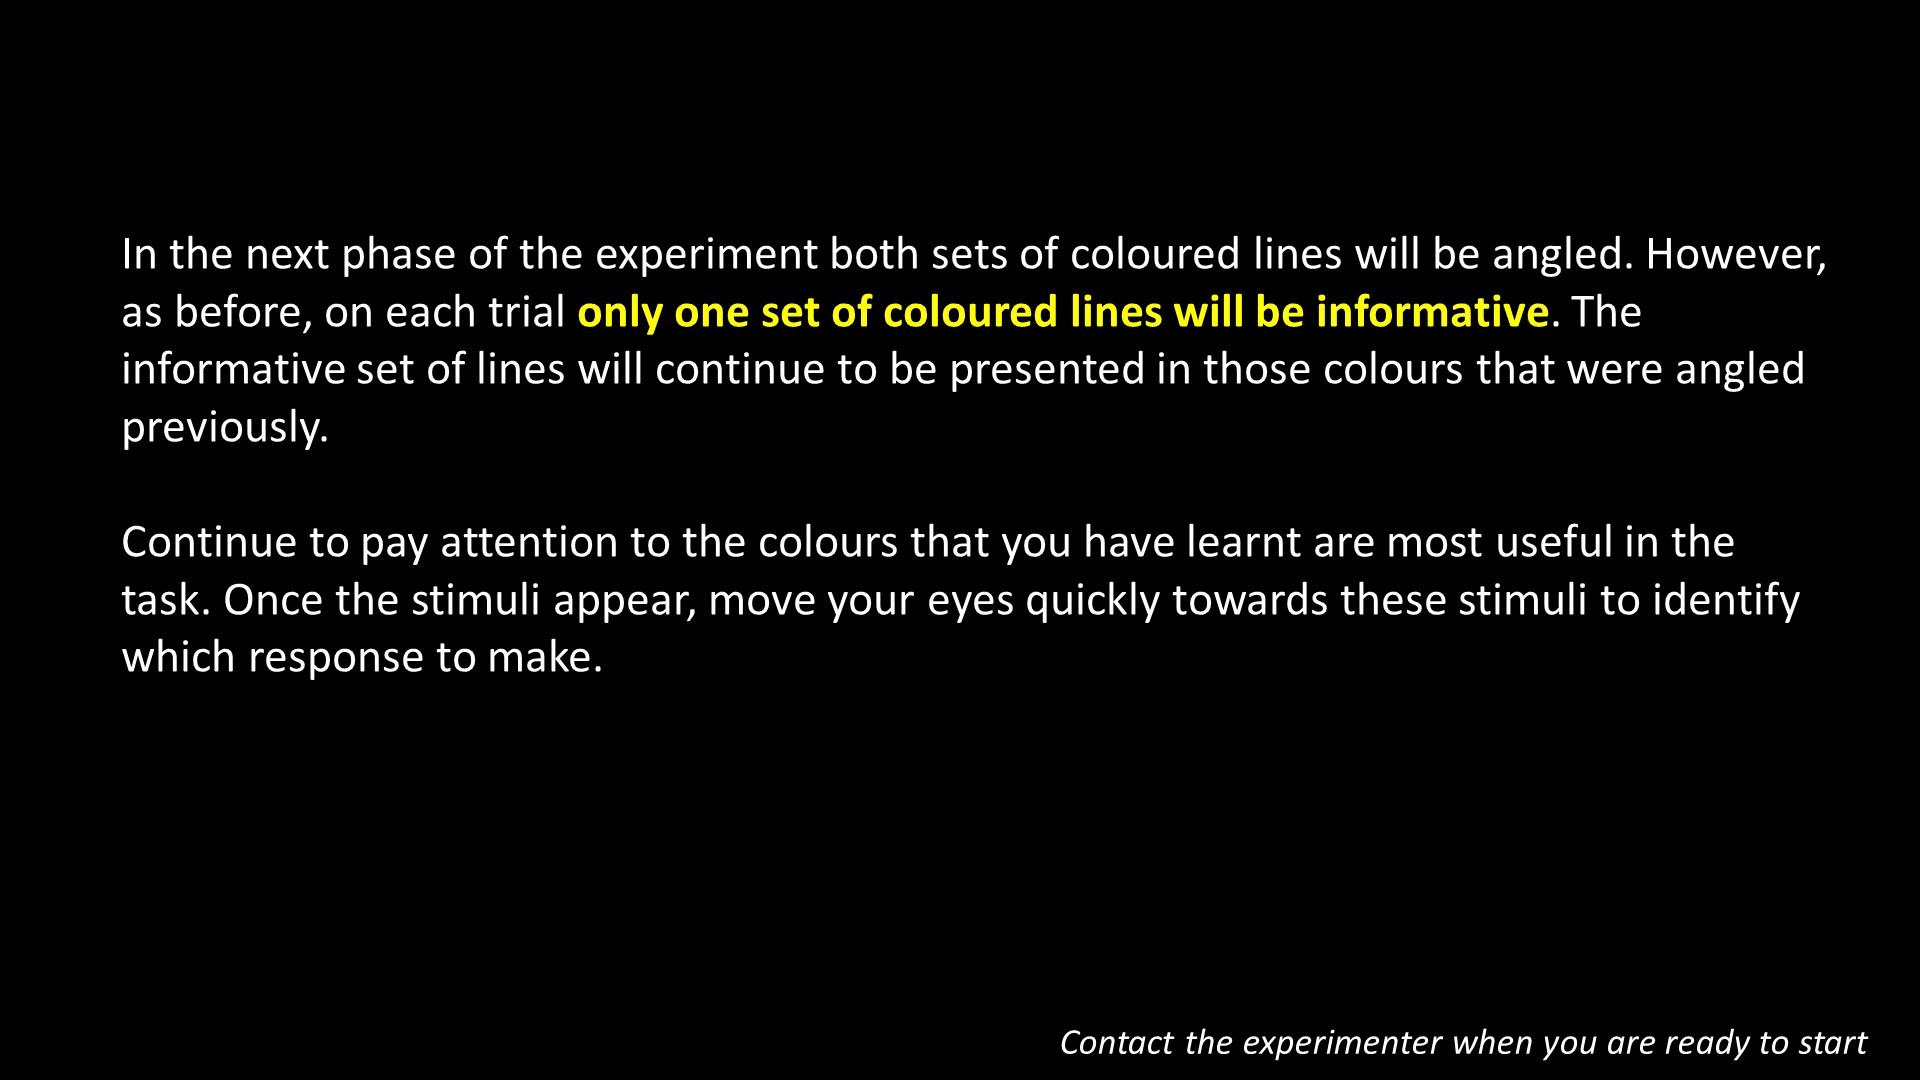 In the next phase of the experiment both sets of coloured lines will be angled. However,
as before, on each trial only one set of coloured lines will be informative. The
informative set of lines will continue to be presented in those colours that were angled
previously.
Continue to pay attention to the colours that you have learnt are most useful in the
task. Once the stimuli appear, move your eyes quickly towards these stimuli to identify
which response to make.
Contact the experimenter when you are ready to start